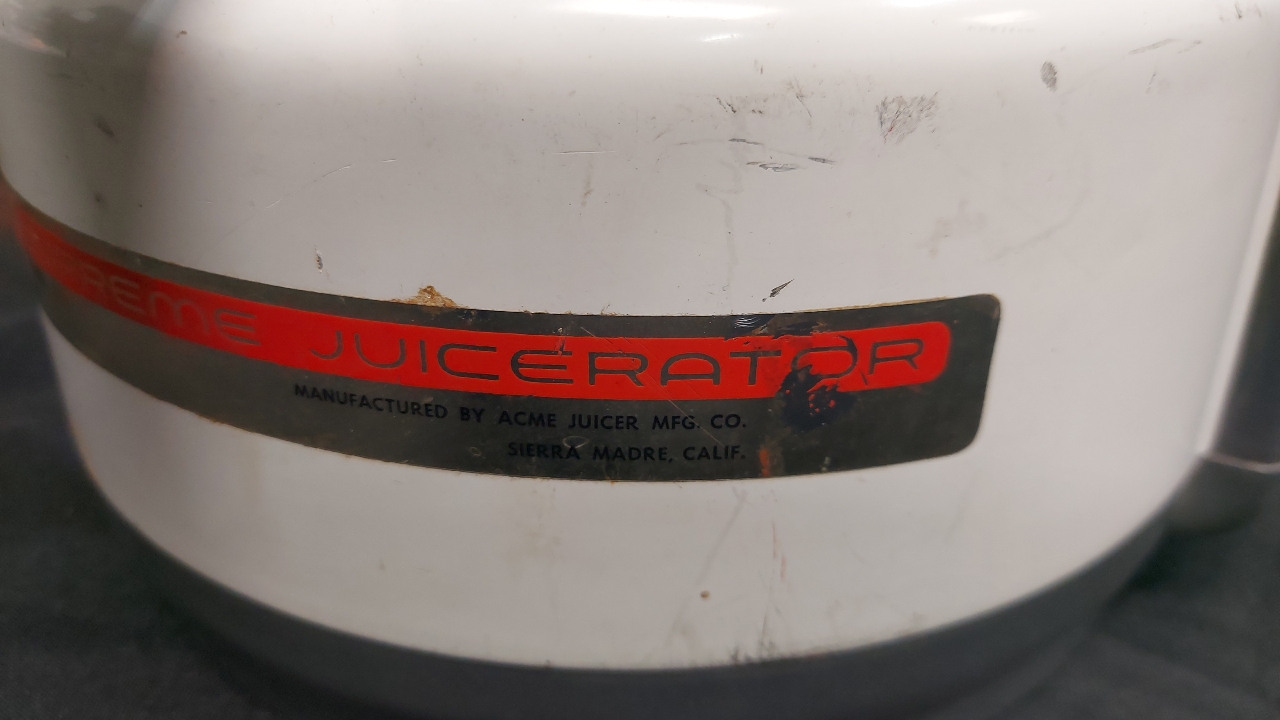 REME JUICERATOR
MANUFACTURED BY ACME JUICER MFG. CO.
SIERRA MADRE, CALIF.